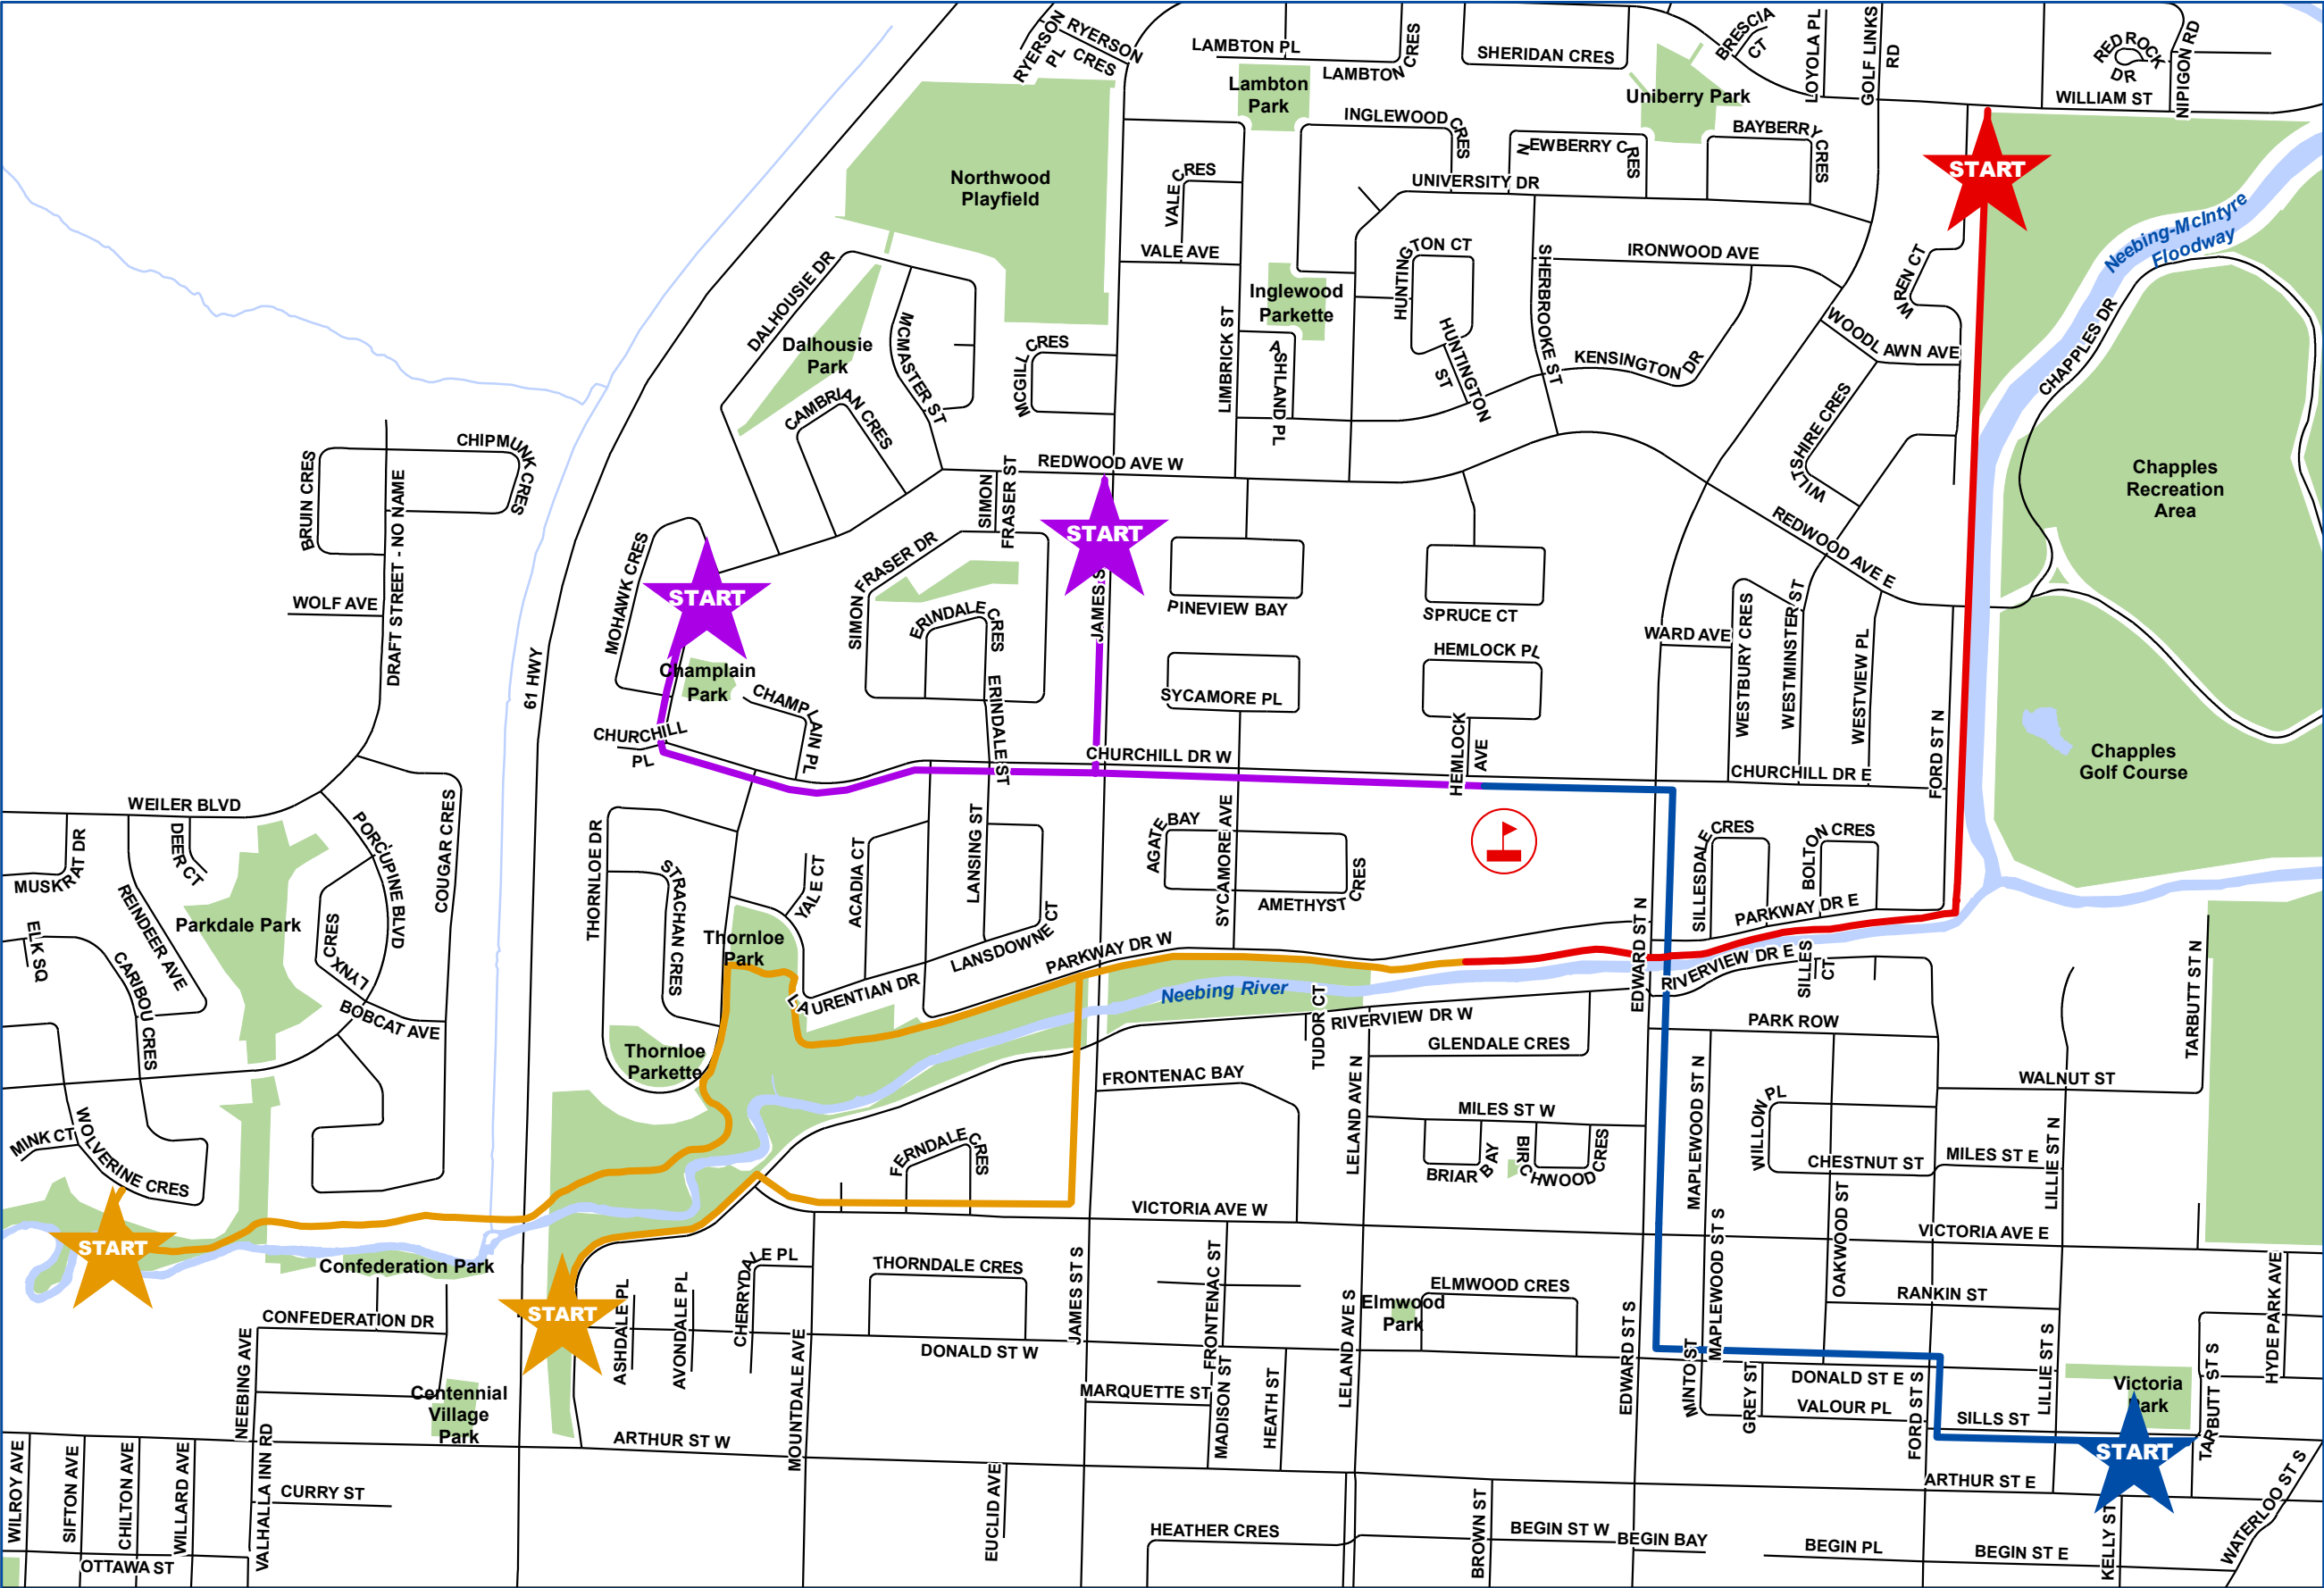 RYERSON PL
RYERSON CRES
LAMBTON PL
LAMBTON CRES
SHERIDAN CRES
BRESCIA CT
LOYOLA PL
GOLF LINKS RD
RED ROCK DR
NIPIGON RD
WILLIAM ST
Lambton
Park
Uniberry Park
INGLEWOOD CRES
NEWBERRY CRES
BAYBERRY CRES
Northwood
Playfield
VALE CRES
UNIVERSITY DR
START
VALE AVE
HUNTINGTON CT
SHERBROOKE ST
IRONWOOD AVE
WREN CT
Neebing-McIntyre
Floodway
DALHOUSIE DR
Inglewood
Parkette
CHAPPLES DR
Dalhousie
Park
MCMASTER ST
MCGILL CRES
LIMBRICK ST
ASHLAND PL
HUNTINGTON ST
KENSINGTON DR
WOODLAWN AVE
WILTSHIRE CRES
CAMBRIAN CRES
CHIPMUNK CRES
BRUIN CRES
DRAFT STREET - NO NAME
REDWOOD AVE W
Chapples
Recreation
Area
SIMON FRASER ST
START
REDWOOD AVE E
MOHAWK CRES
START
SIMON FRASER DR
ERINDALE CRES
JAMES S
PINEVIEW BAY
SPRUCE CT
WOLF AVE
WARD AVE
WESTBURY CRES
WESTMINSTER ST
WESTVIEW PL
61 HWY
Champlain
Park
CHAMPLAIN PL
ERINDALE ST
SYCAMORE PL
HEMLOCK PL
HEMLOCK AVE
FORD ST N
CHURCHILL PL
CHURCHILL DR W
CHURCHILL DR E
Chapples
Golf Course
WEILER BLVD
MUSKRAT DR
DEER CT
PORCUPINE BLVD
COUGAR CRES
THORNLOE DR
STRACHAN CRES
YALE CT
ACADIA CT
LANSING ST
AGATE BAY
SYCAMORE AVE
AMETHYST CRES
SILLESDALE CRES
BOLTON CRES
REINDEER AVE
Parkdale Park
LYNX CRES
ELK SQ
CARIBOU CRES
BOBCAT AVE
Thornloe
Park
LAURENTIAN DR
LANSDOWNE CT
PARKWAY DR W
EDWARD ST N
PARKWAY DR E
RIVERVIEW DR E
SILLES CT
TARBUTT ST N
Neebing River
TUDOR CT
RIVERVIEW DR W
PARK ROW
GLENDALE CRES
Thornloe
Parkette
FRONTENAC BAY
LELAND AVE N
MAPLEWOOD ST N
WALNUT ST
MILES ST W
WILLOW PL
MINK CT
WOLVERINE CRES
FERNDALE CRES
BRIAR BAY
BIRCHWOOD CRES
CHESTNUT ST
MILES ST E
LILLIE ST N
VICTORIA AVE W
VICTORIA AVE E
START
Confederation Park
START
CONFEDERATION DR
ASHDALE PL
AVONDALE PL
CHERRYDALE PL
THORNDALE CRES
JAMES ST S
FRONTENAC ST
ELMWOOD CRES
Elmwood
Park
EDWARD ST S
MAPLEWOOD ST S
OAKWOOD ST
RANKIN ST
HYDE PARK AVE
NEEBING AVE
MOUNTDALE AVE
DONALD ST W
LELAND AVE S
MINTO ST
GREY ST
DONALD ST E
LILLIE ST S
Centennial
Village
Park
MARQUETTE ST
MADISON ST
HEATH ST
VALOUR PL
FORD ST S
SILLS ST
Victoria
Park
TARBUTT ST S
START
ARTHUR ST W
ARTHUR ST E
WILROY AVE
SIFTON AVE
CHILTON AVE
WILLARD AVE
VALHALLA INN RD
CURRY ST
EUCLID AVE
HEATHER CRES
BROWN ST
BEGIN ST W
BEGIN BAY
BEGIN PL
BEGIN ST E
KELLY ST
WATERLOO ST S
OTTAWA ST